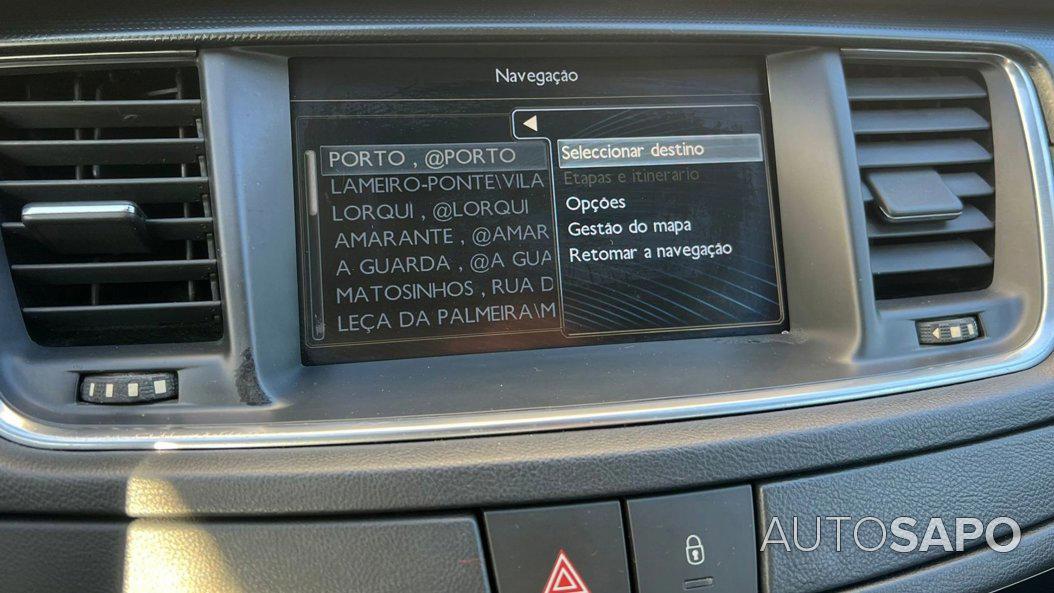 Navegação
PORTO , @PORTO
LAMEIRO-PONTE\VILA
LORQUI , @LORQUI
AMARANTE , @AMAR
A GUARDA , @A GUA
MATOSINHOS , RUA D
LEÇA DA PALMEIRA\M
Seleccionar destino
Etapas e itinerario
Opções
Gestão do mapa
Retomar a navegação
AUTOSAPO